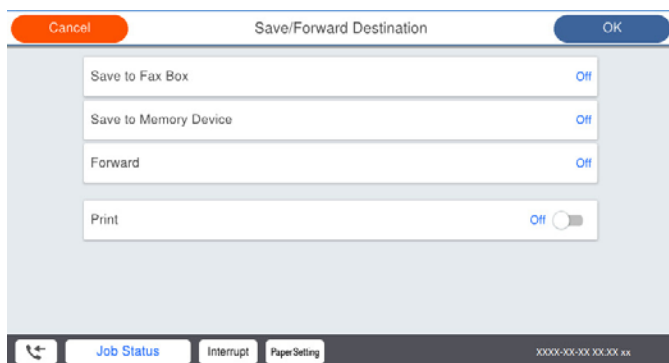 Cancel Save/Forward Destination OK
Save to Fax Box Off
Save to Memory Device Off
Forward Off
Print Off
Job Status Interrupt PaperSetting XXXX-XX-XX XX:XX xx